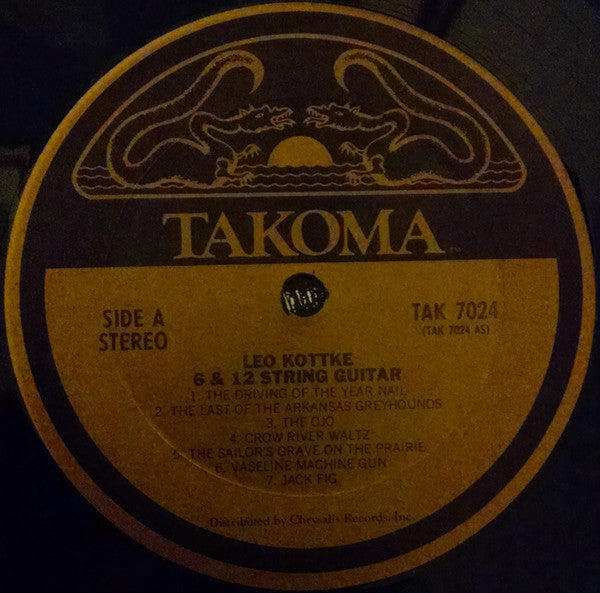 TAKOMA™
SIDE A
STEREO
TAK 7024
(TAK 7024 AS)
LEO KOTTKE
6 & 12 STRING GUITAR
1. THE DRIVING OF THE YEAR NAIL
2. THE LAST OF THE ARKANSAS GREYHOUNDS
3. THE OJO
4. CROW RIVER WALTZ
5. THE SAILOR'S GRAVE ON THE PRAIRIE
6. VASELINE MACHINE GUN
7. JACK FIG
Distributed by Chrysalis Records, Inc.